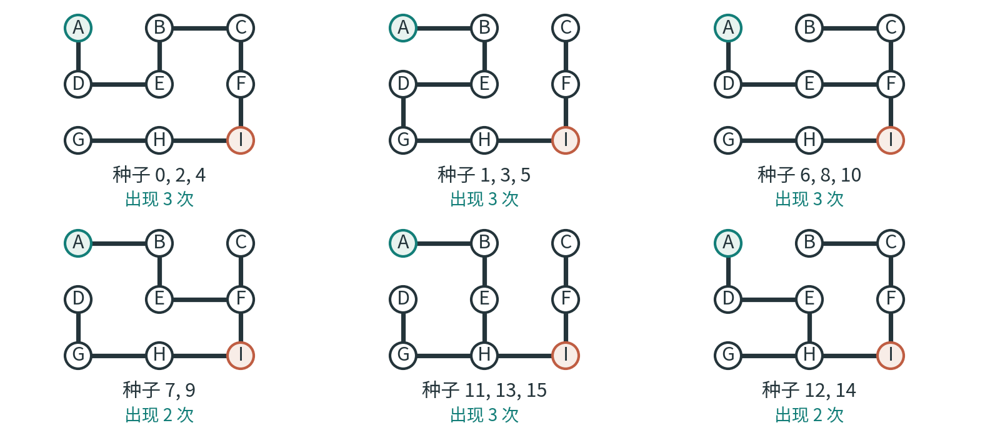 A B C
D E F
G H I
种子 0, 2, 4
出现 3 次
A B C
D E F
G H I
种子 1, 3, 5
出现 3 次
A B C
D E F
G H I
种子 6, 8, 10
出现 3 次
A B C
D E F
G H I
种子 7, 9
出现 2 次
A B C
D E F
G H I
种子 11, 13, 15
出现 3 次
A B C
D E F
G H I
种子 12, 14
出现 2 次